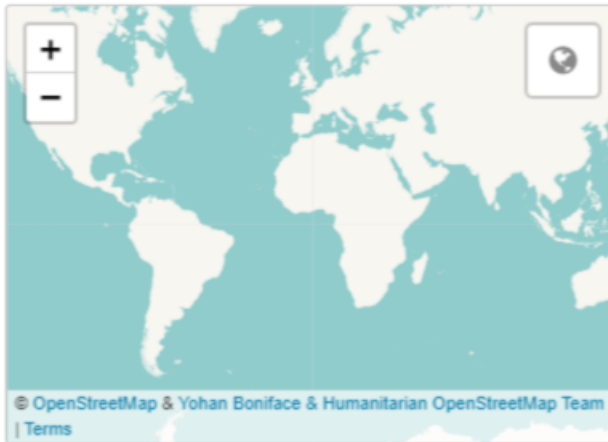 +
−
© OpenStreetMap & Yohan Boniface & Humanitarian OpenStreetMap Team
| Terms